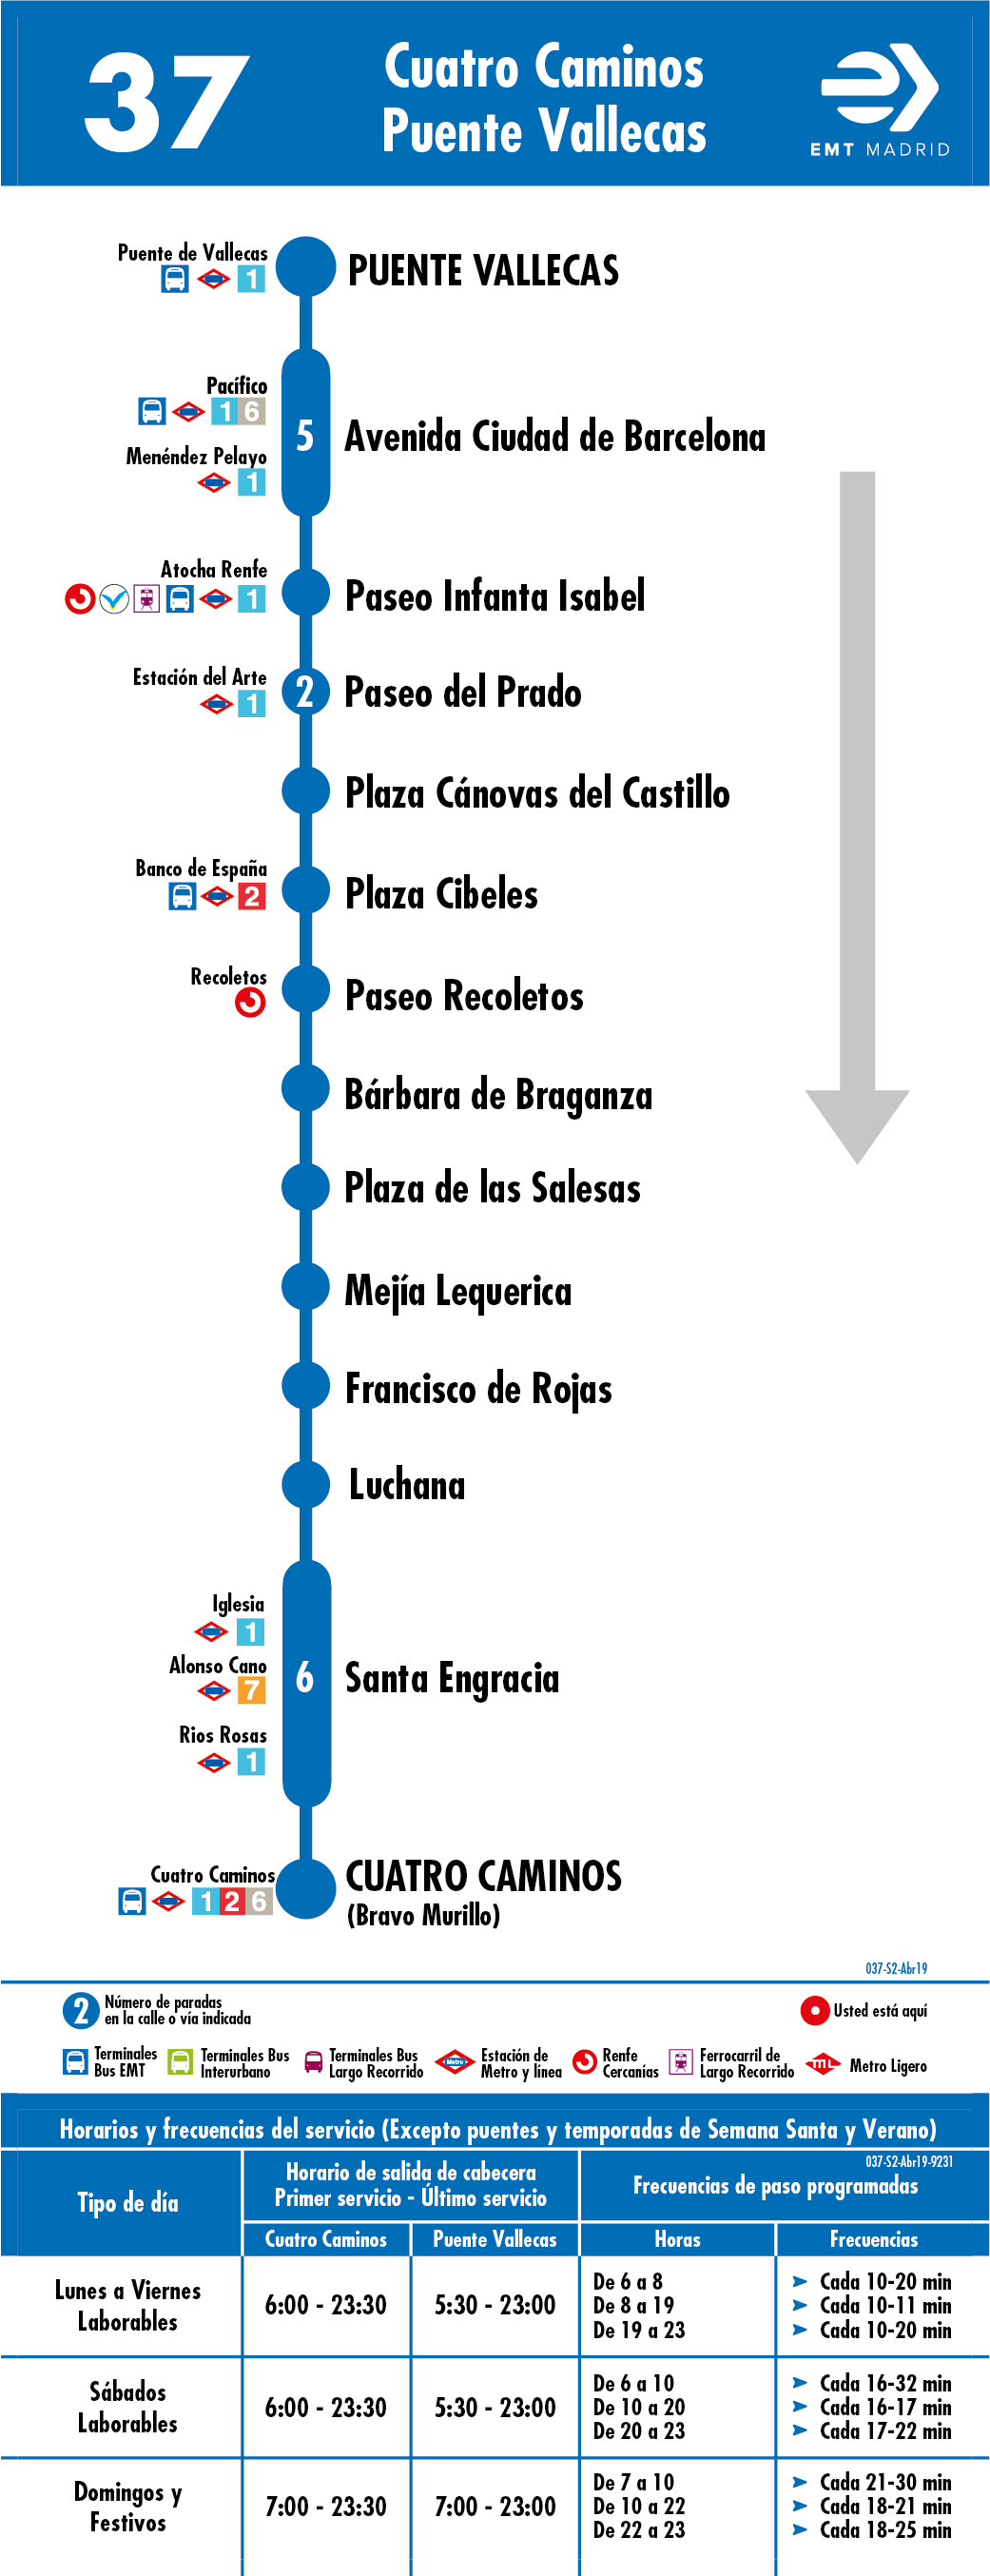 37
Cuatro Caminos
Puente Vallecas
EMT MADRID
Puente de Vallecas
1
PUENTE VALLECAS
Pacífico
1 6
Menéndez Pelayo
1
5
Avenida Ciudad de Barcelona
Atocha Renfe
1
Paseo Infanta Isabel
Estación del Arte
1
2
Paseo del Prado
Plaza Cánovas del Castillo
Banco de España
2
Plaza Cibeles
Recoletos
Paseo Recoletos
Bárbara de Braganza
Plaza de las Salesas
Mejía Lequerica
Francisco de Rojas
Luchana
Iglesia
1
Alonso Cano
7
Rios Rosas
1
6
Santa Engracia
Cuatro Caminos
1 2 6
CUATRO CAMINOS
(Bravo Murillo)
037-S2-Abr19
2
Número de paradas
en la calle o vía indicada
Usted está aquí
Terminales
Bus EMT
Terminales Bus
Interurbano
Terminales Bus
Largo Recorrido
Metro
Estación de
Metro y línea
Renfe
Cercanías
Ferrocarril de
Largo Recorrido
ML
Metro Ligero
Horarios y frecuencias del servicio (Excepto puentes y temporadas de Semana Santa y Verano)
037-S2-Abr19-9231
Tipo de día
Horario de salida de cabecera
Primer servicio - Último servicio
Frecuencias de paso programadas
Cuatro Caminos
Puente Vallecas
Horas
Frecuencias
Lunes a Viernes
Laborables
6:00 - 23:30
5:30 - 23:00
De 6 a 8
Cada 10-20 min
De 8 a 19
Cada 10-11 min
De 19 a 23
Cada 10-20 min
Sábados
Laborables
6:00 - 23:30
5:30 - 23:00
De 6 a 10
Cada 16-32 min
De 10 a 20
Cada 16-17 min
De 20 a 23
Cada 17-22 min
Domingos y
Festivos
7:00 - 23:30
7:00 - 23:00
De 7 a 10
Cada 21-30 min
De 10 a 22
Cada 18-21 min
De 22 a 23
Cada 18-25 min